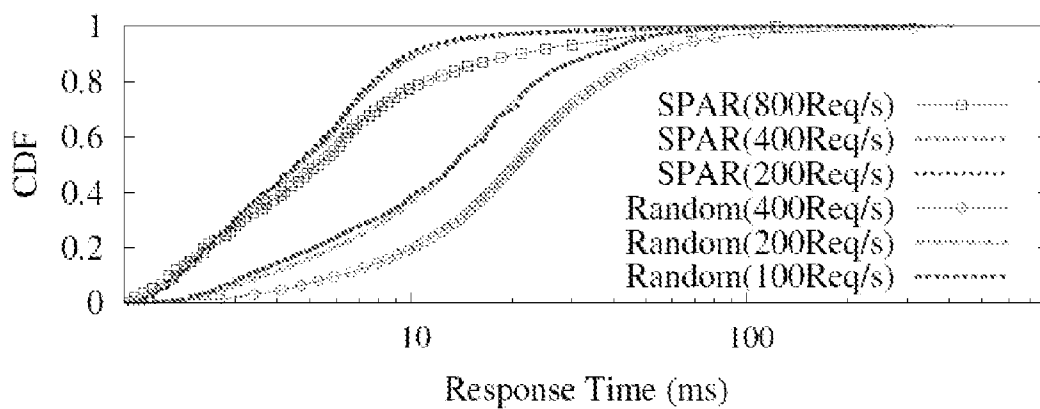 1
0.8
0.6
0.4
0.2
0
CDF
SPAR(800Req/s)
SPAR(400Req/s)
SPAR(200Req/s)
Random(400Req/s)
Random(200Req/s)
Random(100Req/s)
10
100
Response Time (ms)